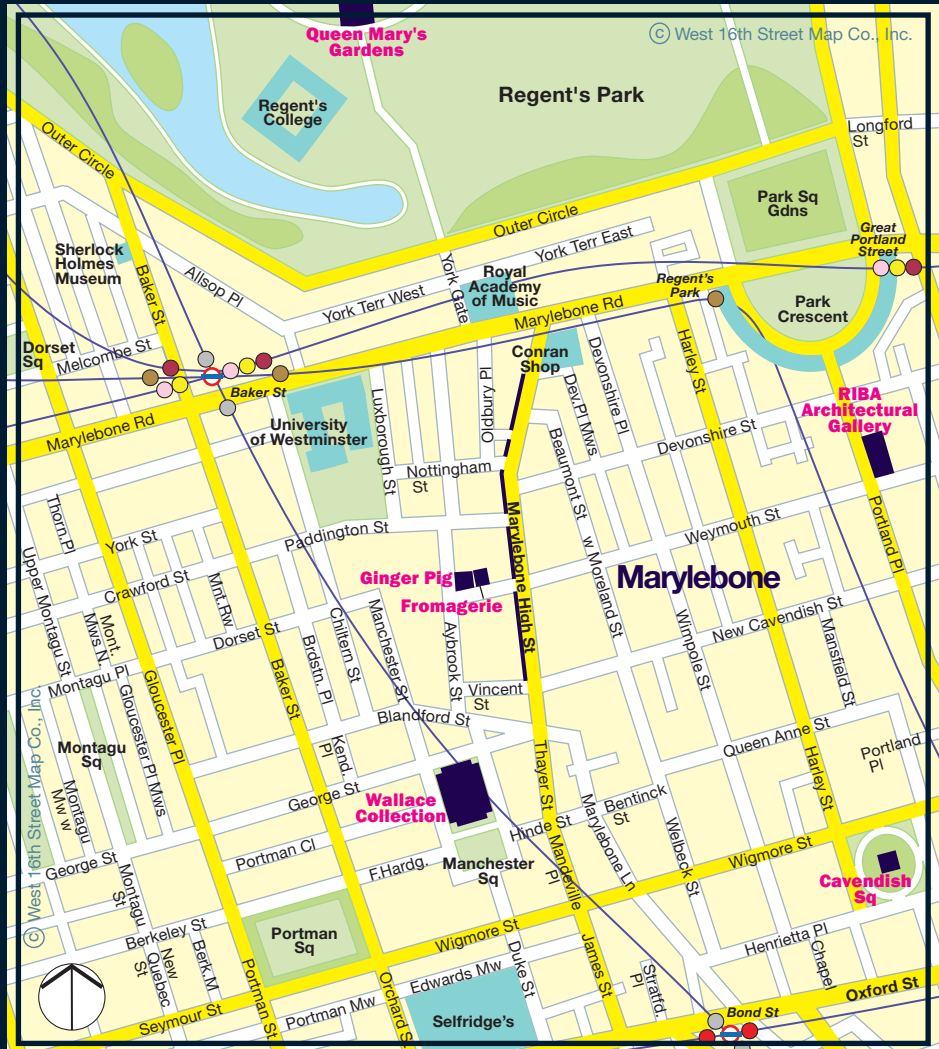 Queen Mary's
Gardens
© West 16th Street Map Co., Inc.
Regent's Park
Regent's
College
Longford
St
Outer Circle
Park Sq
Gdns
Outer Circle
Great
Portland
Street
York Terr East
Sherlock
Holmes
Museum
Baker St
Allsop Pl
York Gate
Royal
Academy
of Music
Regent's
Park
York Terr West
Marylebone Rd
Park
Crescent
Dorset
Sq
Melcombe St
Conran
Shop
Devonshire Pl
Harley St
Baker St
Oldbury Pl
Dev.Pl Mws
RIBA
Architectural
Gallery
Marylebone Rd
University
of Westminster
Luxborough St
Beaumont St
Devonshire St
Nottingham
St
Thorn.Pl
York St
Paddington St
Marylebone High St
Weymouth St
Portland Pl
Upper Montagu St
Crawford St
Mnt.Rw
Ginger Pig
Fromagerie
w Moreland St
Marylebone
Mont.
Mws N.
Dorset St
Chiltern St
Manchester St
Brdstn. Pl
Aybrook St
Wimpole St
New Cavendish St
Mansfield St
Montagu Pl
Gloucester Pl
Baker St
Vincent
St
Gloucester Pl Mws
Blandford St
Queen Anne St
Portland
Pl
Montagu
Sq
Kend.
Pl
Thayer St
Harley St
Montagu
Mw w
George St
Wallace
Collection
Bentinck
St
Hinde St
Marylebone Ln
Welbeck St
Wigmore St
George St
Portman Cl
F.Hardg.
Manchester
Sq
Mandeville
Pl
Cavendish
Sq
Montagu
St
© West 16th Street Map Co., Inc.
Berkeley St
Portman
Sq
Wigmore St
Henrietta Pl
Chapel
New
Quebec
St
Berk.M
Portman St
Edwards Mw
Duke St
James St
Stratfd.
Pl
Oxford St
Seymour St
Portman Mw
Orchard S
Selfridge's
Bond St